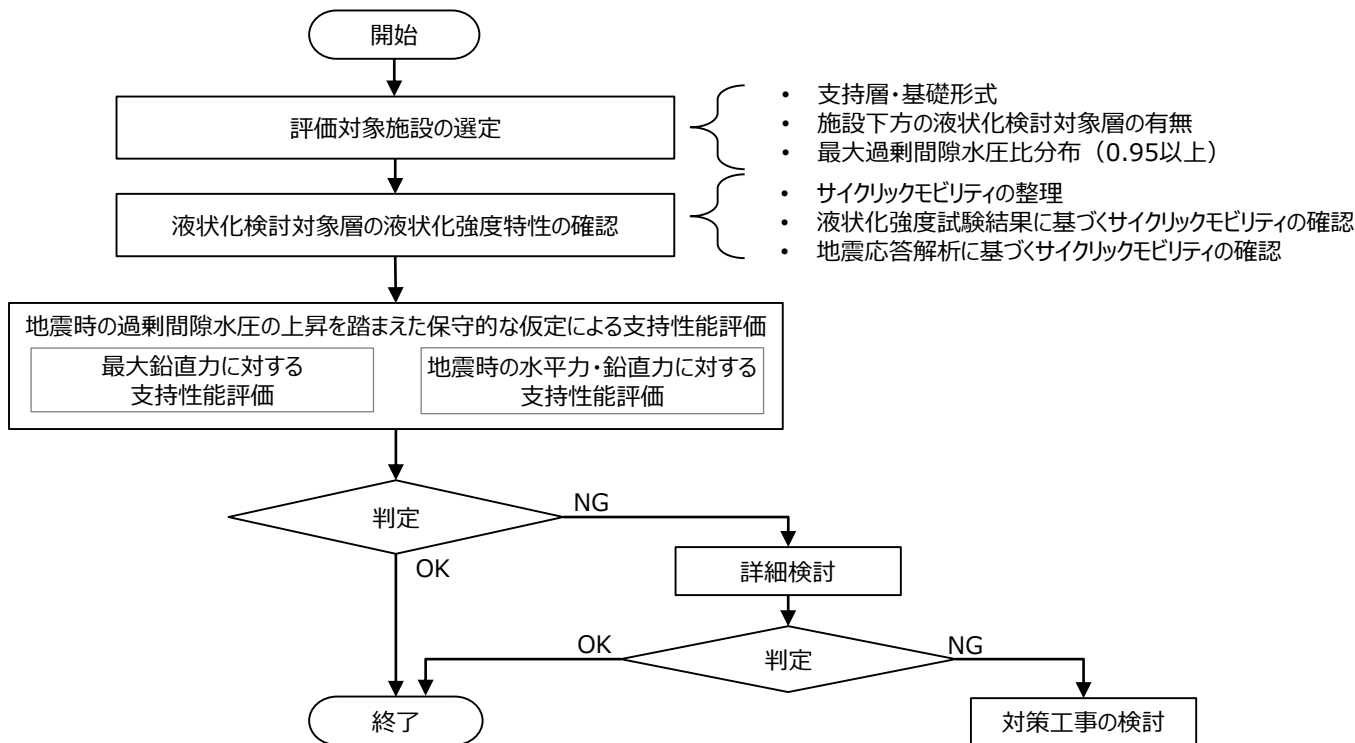 開始
評価対象施設の選定
• 支持層・基礎形式
• 施設下方の液状化検討対象層の有無
• 最大過剰間隙水圧比分布（0.95以上）
液状化検討対象層の液状化強度特性の確認
• サイクリックモビリティの整理
• 液状化強度試験結果に基づくサイクリックモビリティの確認
• 地震応答解析に基づくサイクリックモビリティの確認
地震時の過剰間隙水圧の上昇を踏まえた保守的な仮定による支持性能評価
最大鉛直力に対する
支持性能評価
地震時の水平力・鉛直力に対する
支持性能評価
判定
NG
OK
詳細検討
OK
判定
NG
終了
対策工事の検討